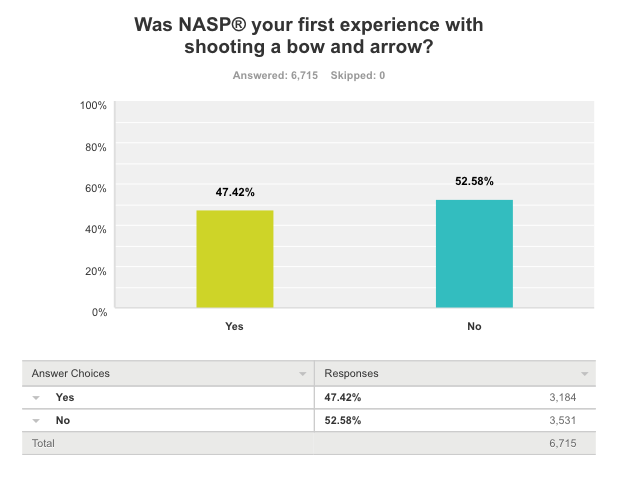 Was NASP® your first experience with
shooting a bow and arrow?
Answered: 6,715 Skipped: 0
100%
80%
60%
40%
20%
0%
47.42%
52.58%
Yes
No
Answer Choices Responses
Yes 47.42% 3,184
No 52.58% 3,531
Total 6,715